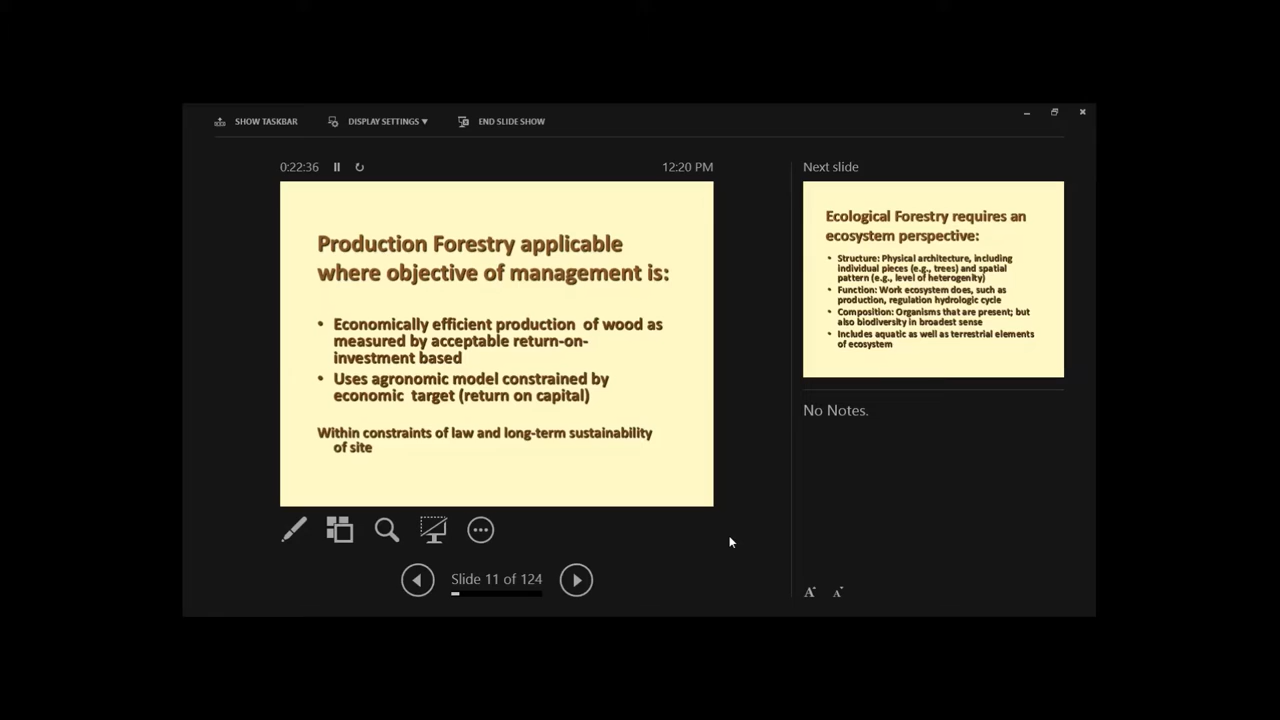 SHOW TASKBAR
DISPLAY SETTINGS ▼
END SLIDE SHOW
0:22:36
12:20 PM
Production Forestry applicable
where objective of management is:
• Economically efficient production of wood as
measured by acceptable return-on-
investment based
• Uses agronomic model constrained by
economic target (return on capital)
Within constraints of law and long-term sustainability
of site
Slide 11 of 124
Next slide
Ecological Forestry requires an
ecosystem perspective:
• Structure: Physical architecture, including
individual pieces (e.g., trees) and spatial
pattern (e.g., level of heterogenity)
• Function: Work ecosystem does, such as
production, regulation hydrologic cycle
• Composition: Organisms that are present; but
also biodiversity in broadest sense
• Includes aquatic as well as terrestrial elements
of ecosystem
No Notes.
A A